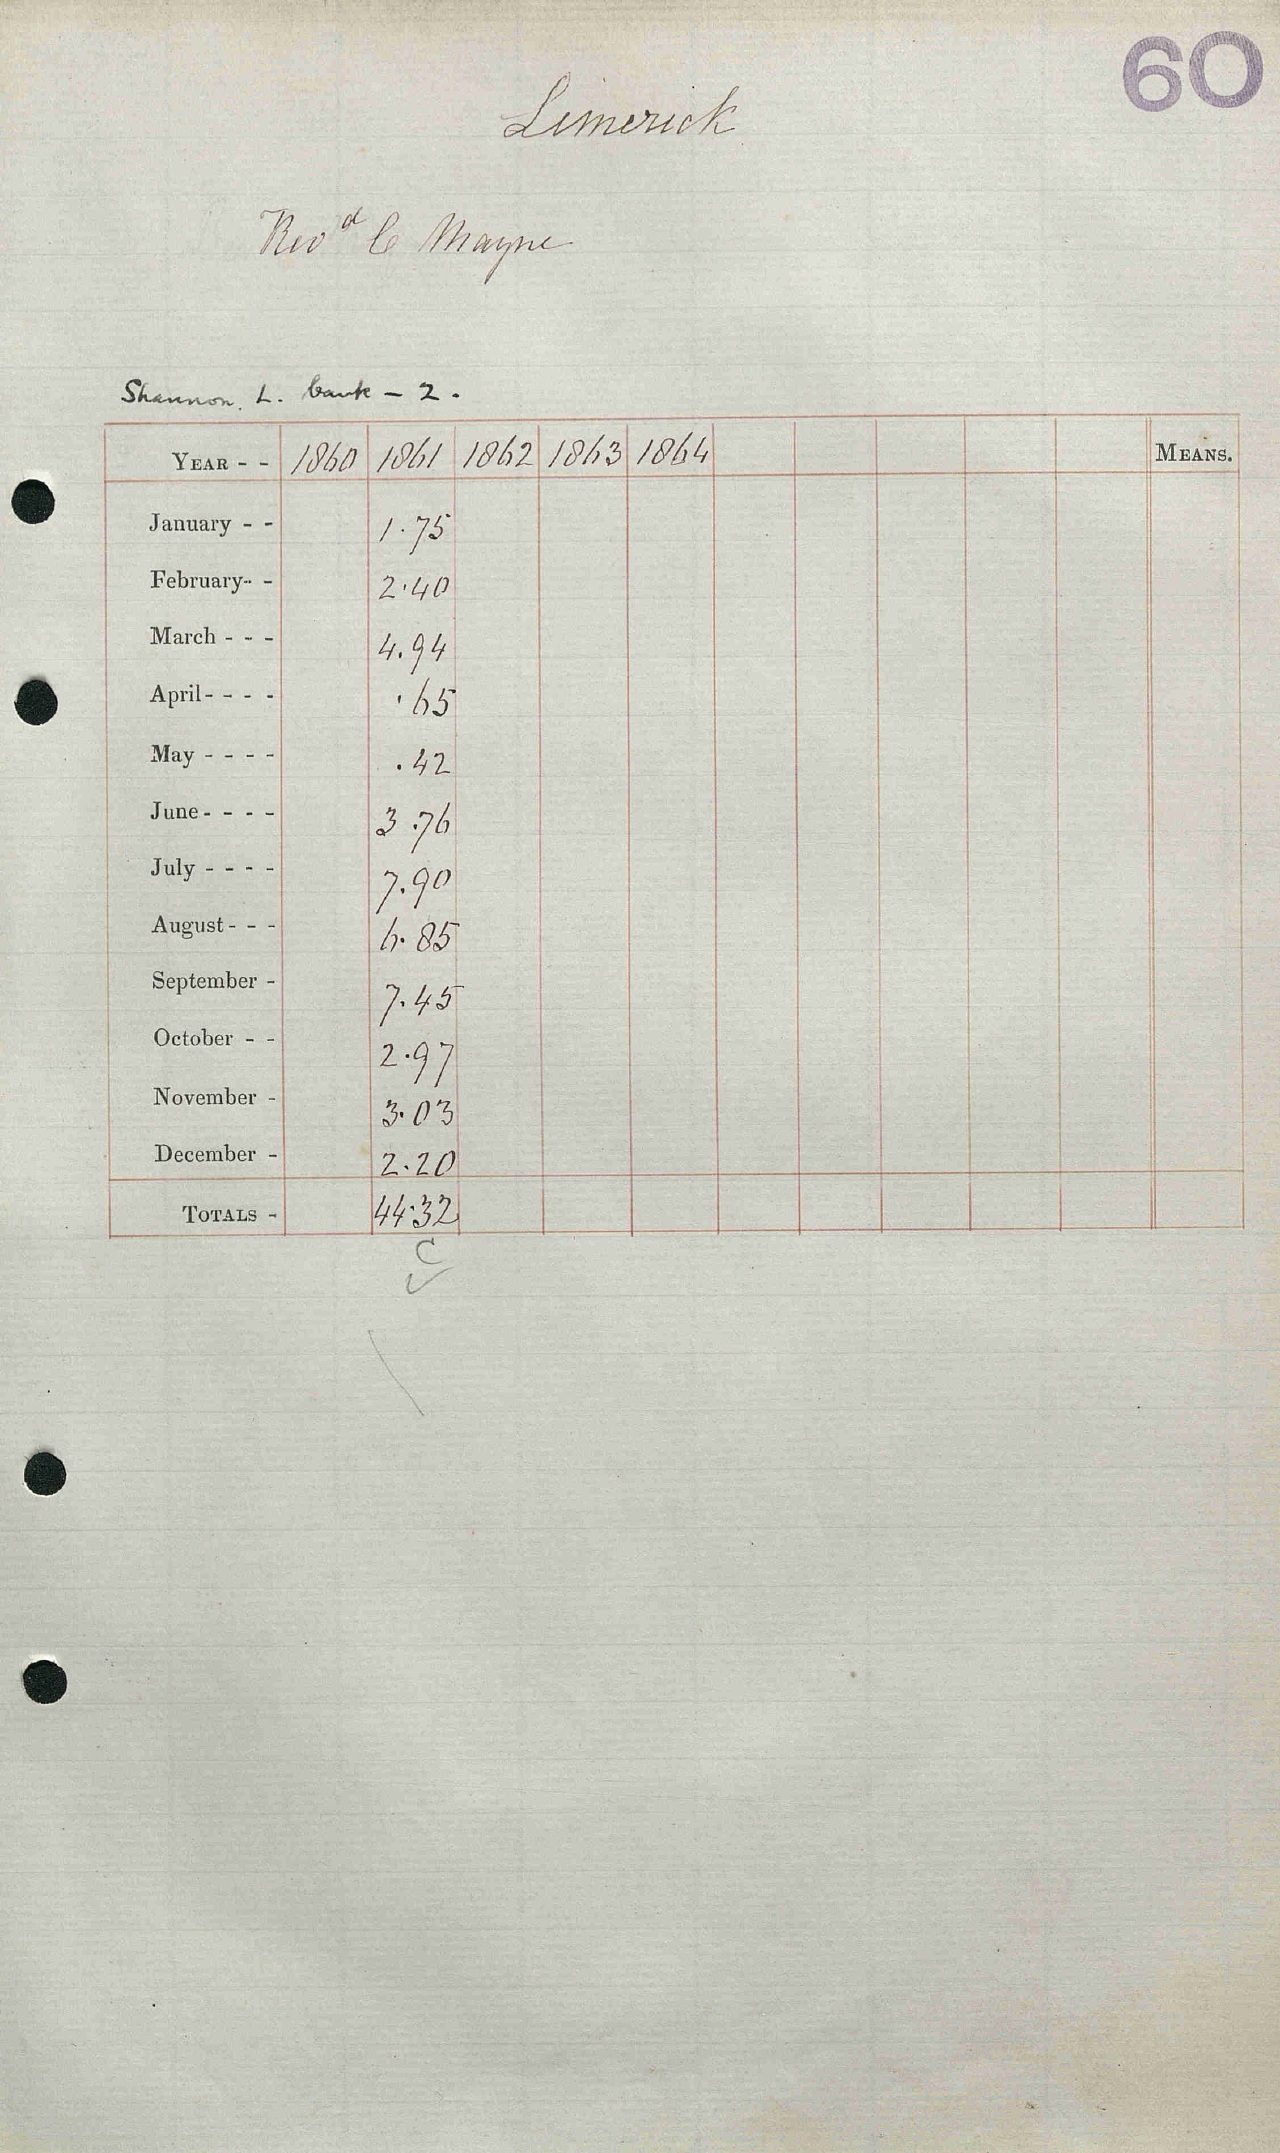 60
Limerick
Revd C Mayne
Shannon. L. bank - 2.
YEAR - - 1860 1861 1862 1863 1864 MEANS.
January - - 1.75
February - - 2.40
March - - - 4.94
April - - - - .65
May - - - - .42
June - - - - 3.76
July - - - - 7.90
August - - - 6.85
September - 7.45
October - - 2.97
November - 3.03
December - 2.20
TOTALS - 44.32
C